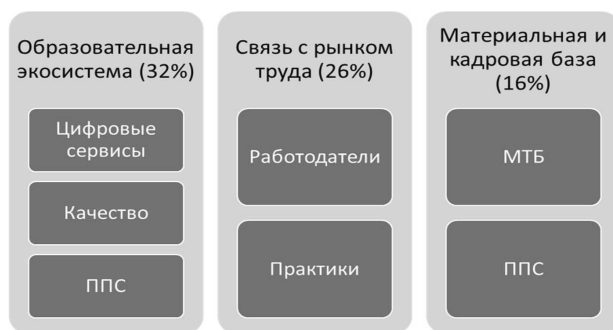 Образовательная
экосистема (32%)
Цифровые
сервисы
Качество
ППС
Связь с рынком
труда (26%)
Работодатели
Практики
Материальная и
кадровая база
(16%)
МТБ
ППС